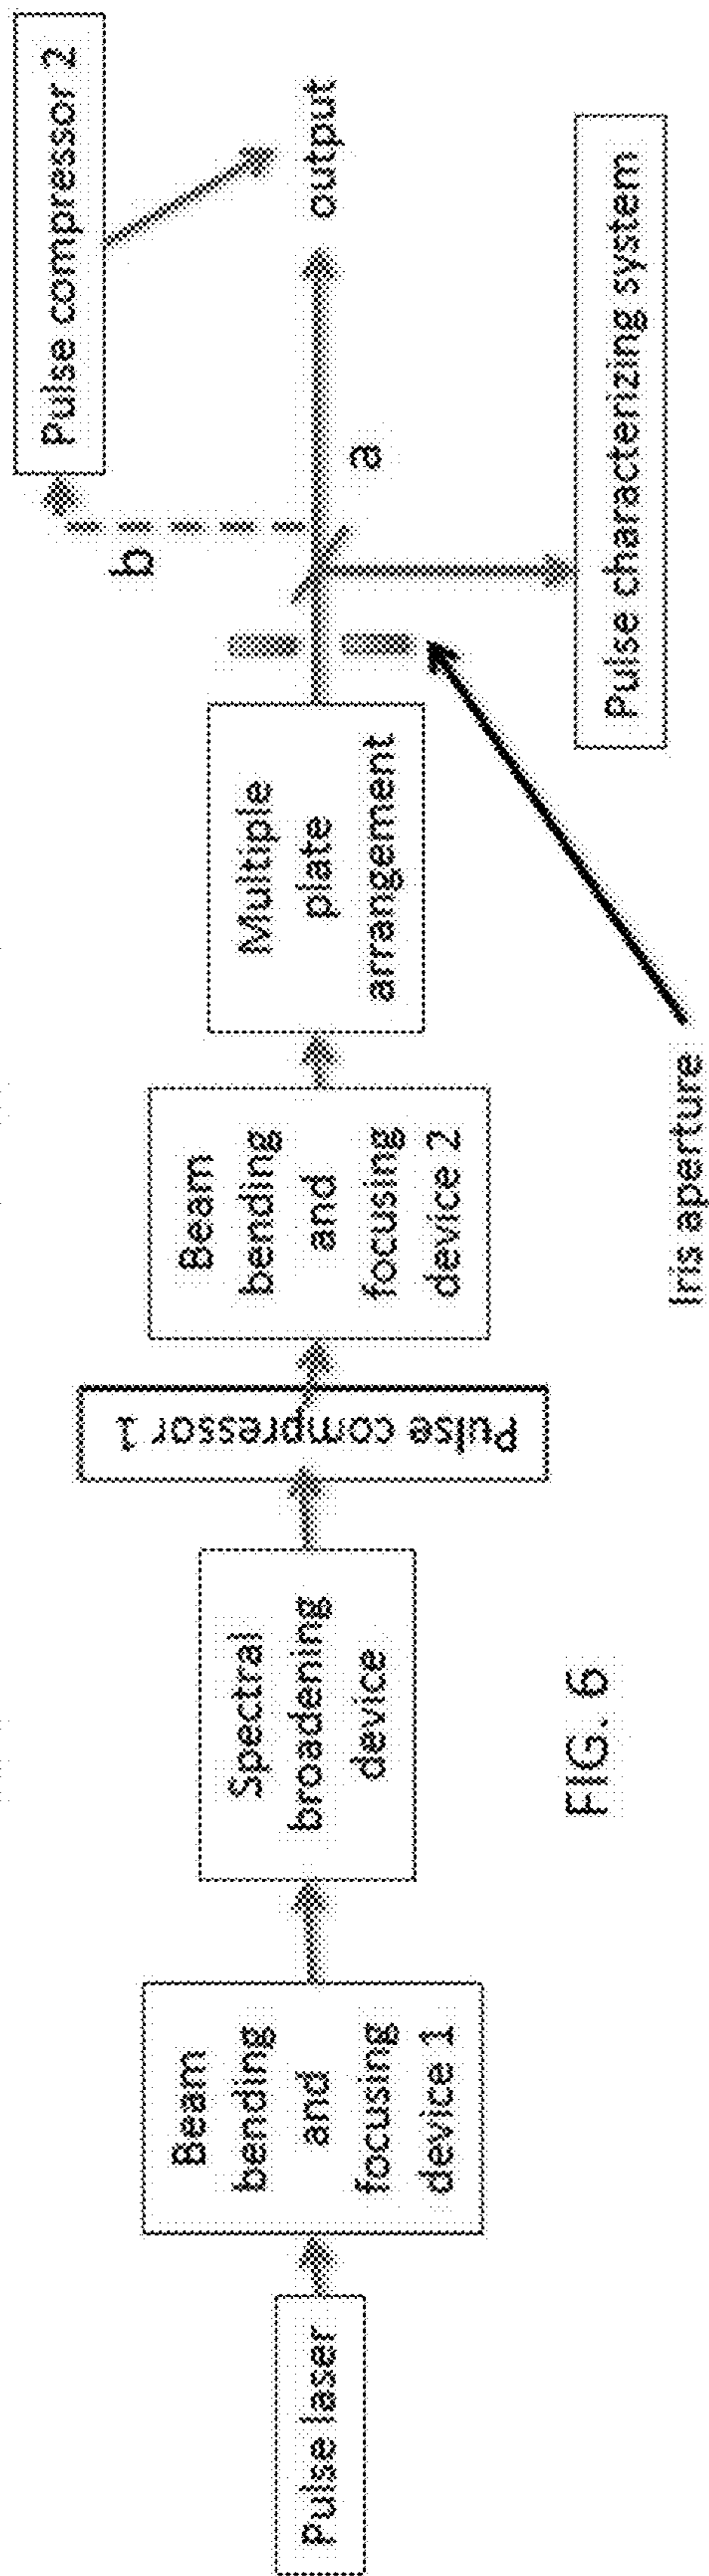 Pulse laser
Beam
bending
and
focusing
device 1
Spectral
broadening
device
Pulse compressor 1
Beam
bending
and
focusing
device 2
Multiple
plate
arrangement
Iris aperture
b
a
Pulse compressor 2
output
Pulse characterizing system
FIG. 6